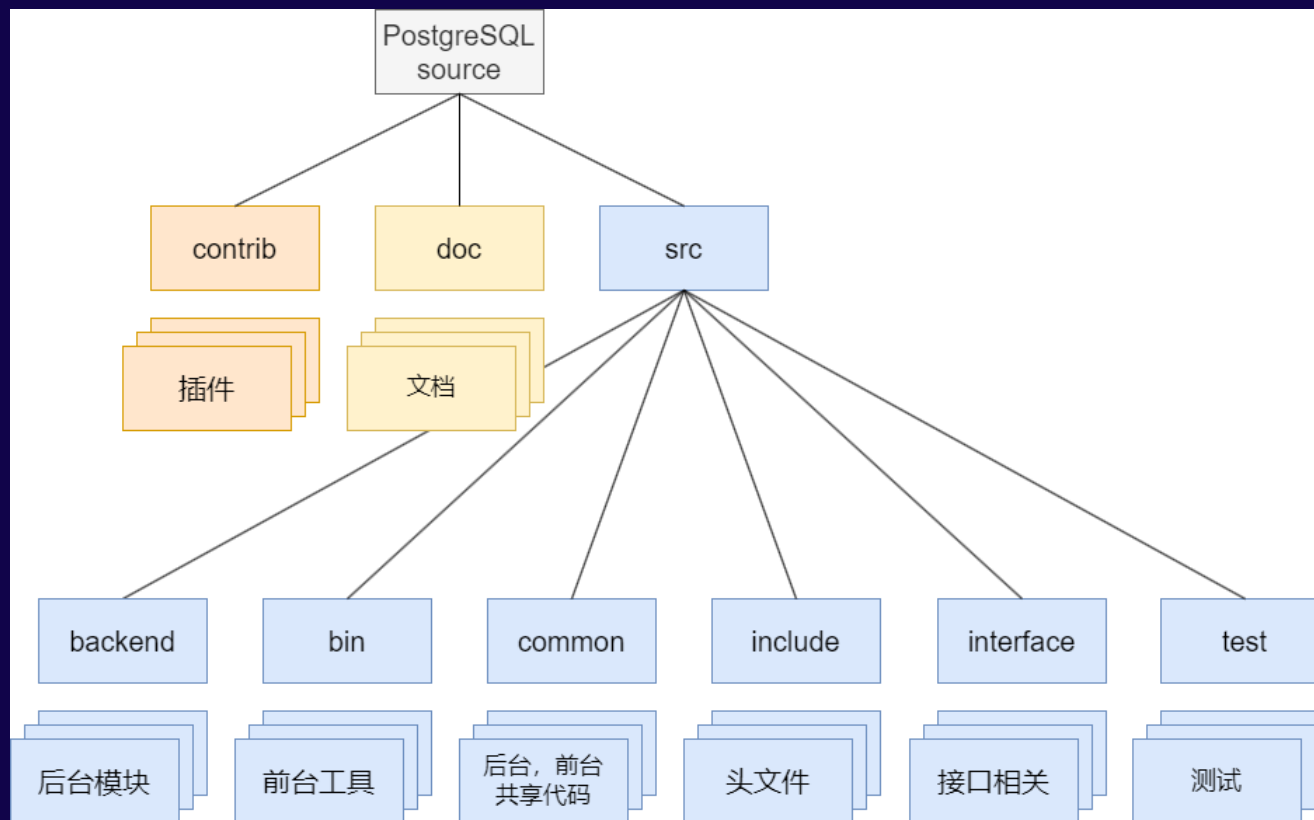 PostgreSQL
source
contrib
doc
src
插件
文档
backend
bin
common
include
interface
test
后台模块
前台工具
后台，前台
共享代码
头文件
接口相关
测试